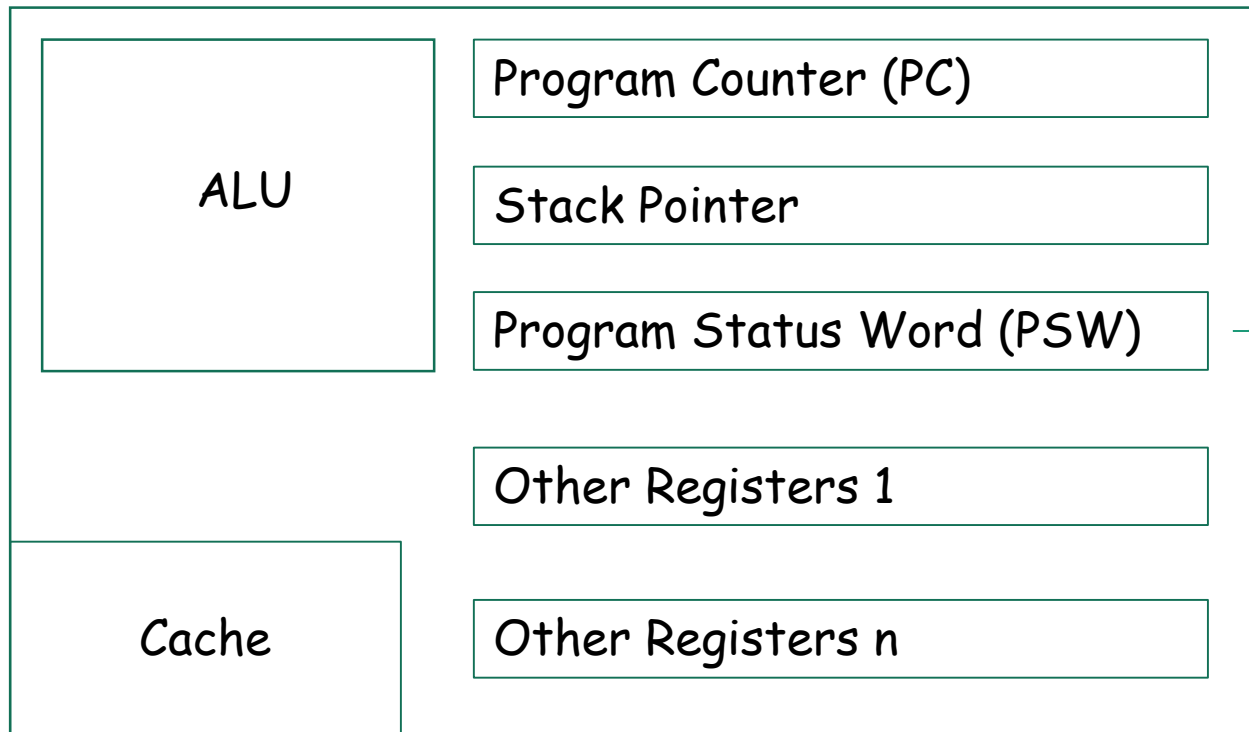 ALU
Program Counter (PC)
Stack Pointer
Program Status Word (PSW)
Other Registers 1
Cache
Other Registers n